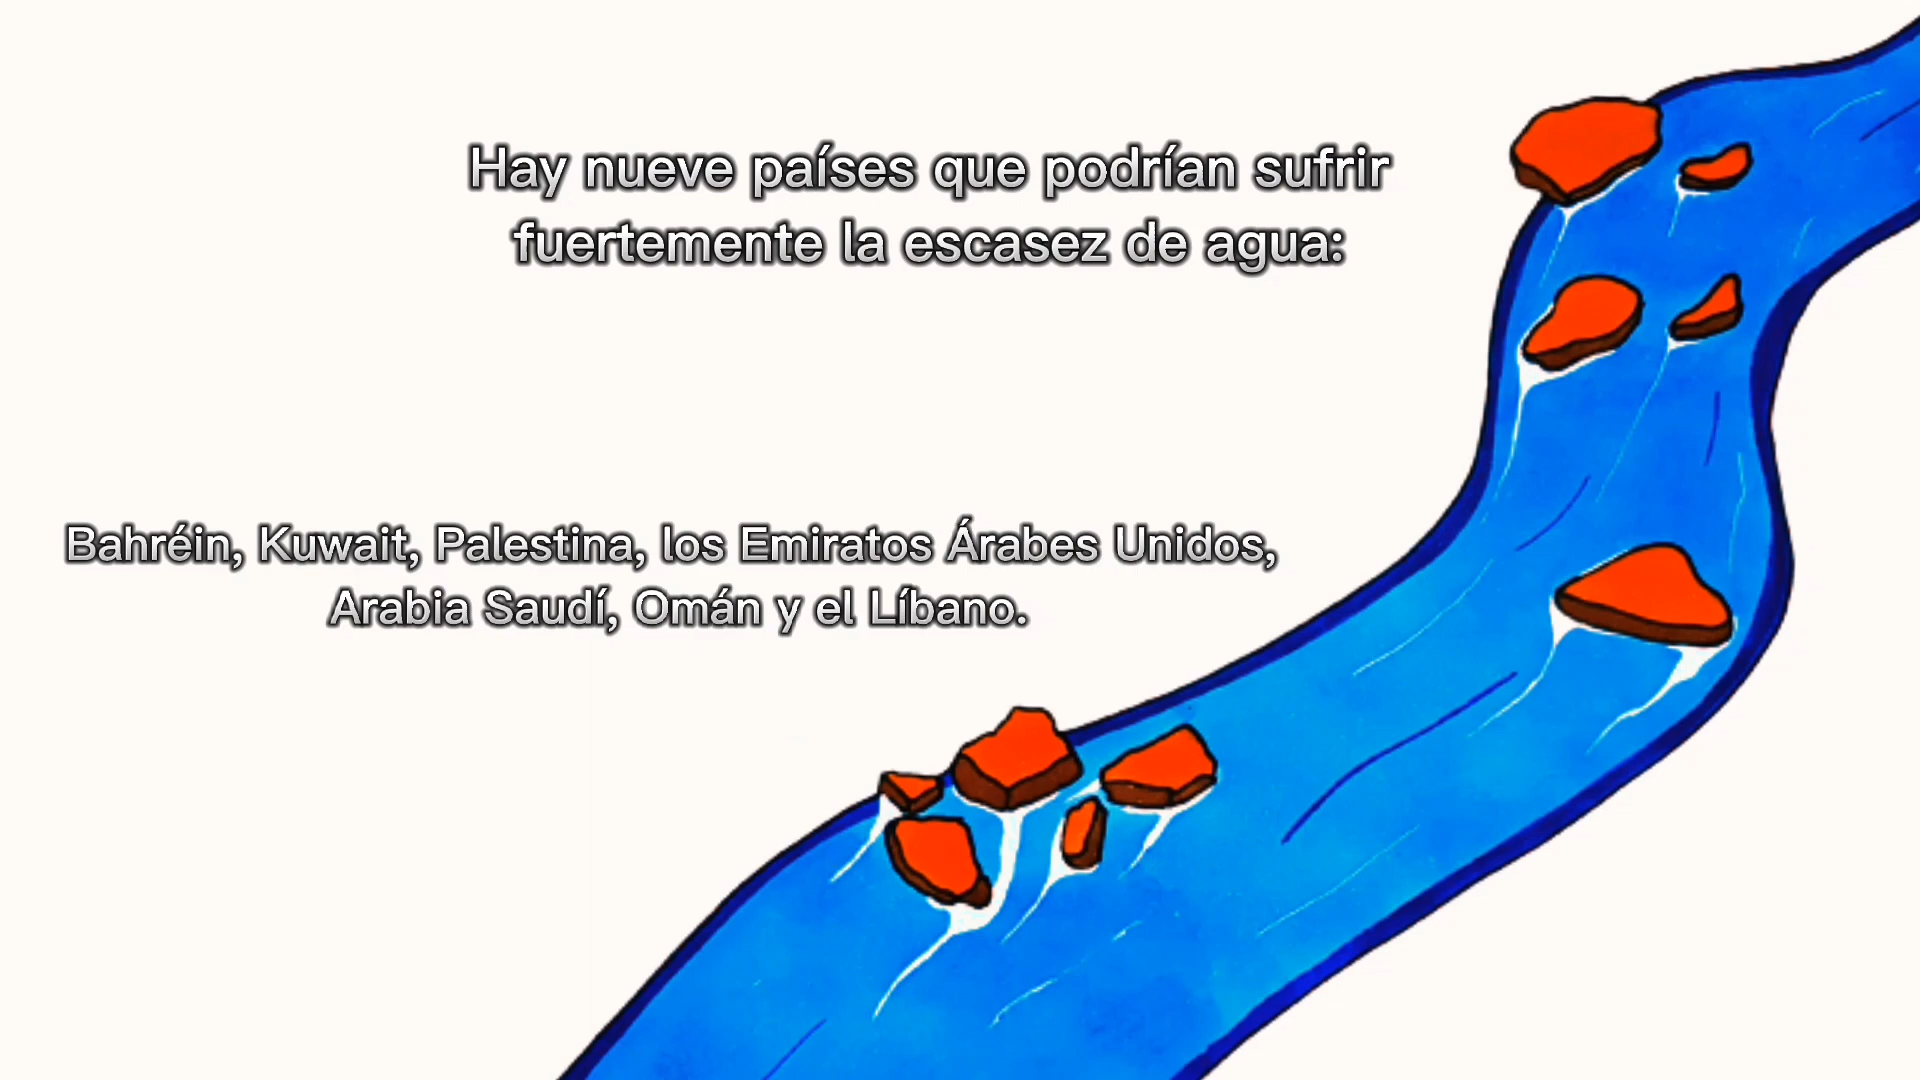 Hay nueve países que podrían sufrir
fuertemente la escasez de agua:
Bahréin, Kuwait, Palestina, los Emiratos Árabes Unidos,
Arabia Saudí, Omán y el Líbano.